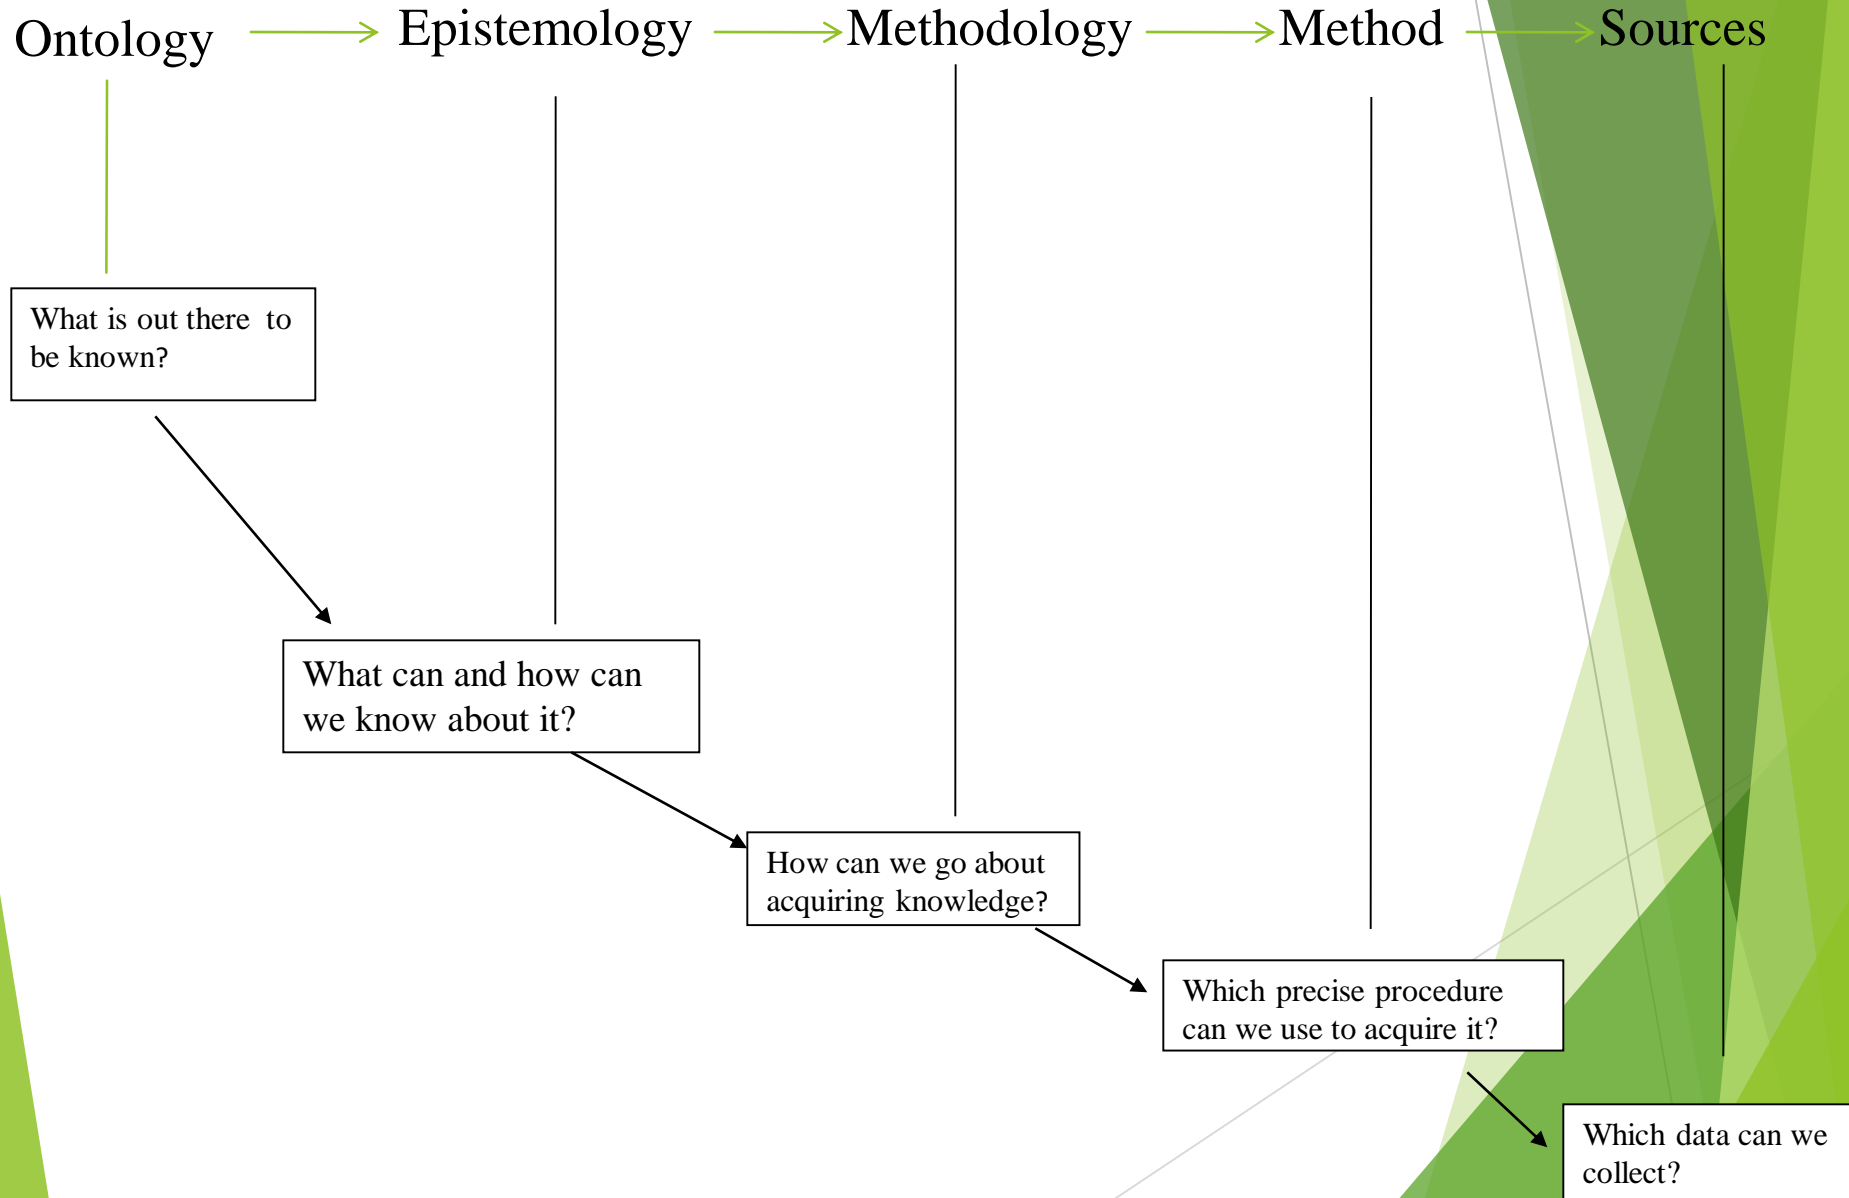 Ontology
Epistemology
Methodology
Method
Sources
What is out there to
be known?
What can and how can
we know about it?
How can we go about
acquiring knowledge?
Which precise procedure
can we use to acquire it?
Which data can we
collect?